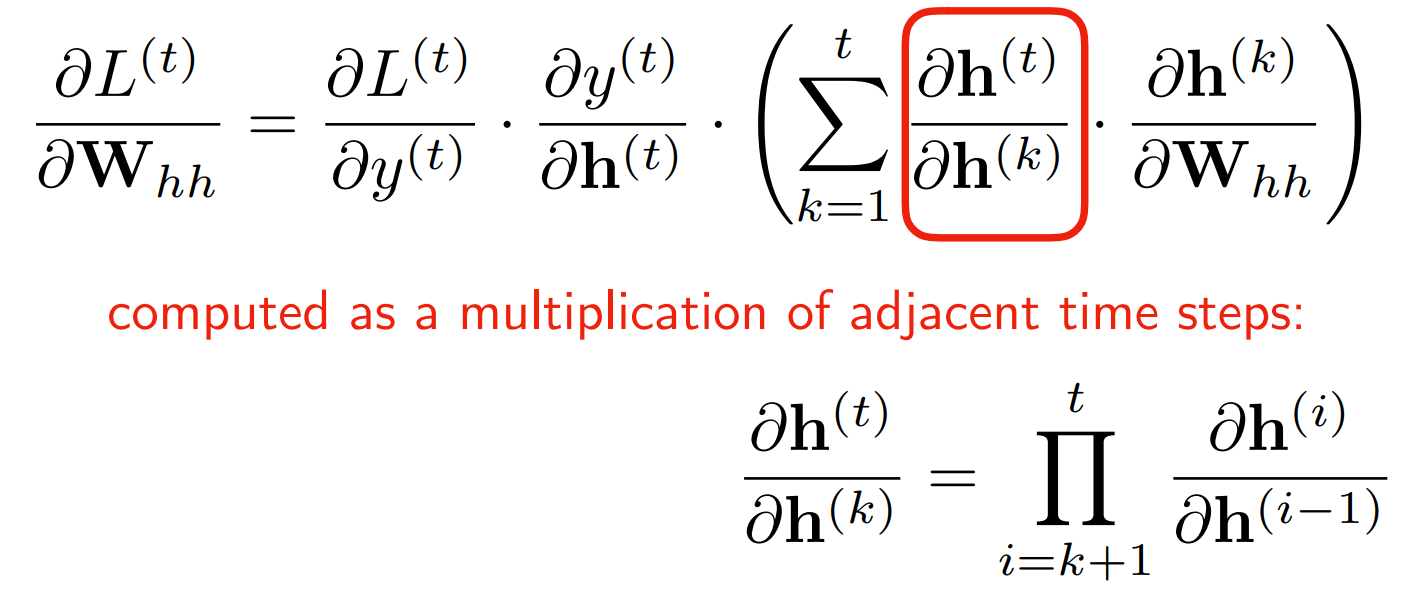 ∂L^(t)/∂W_hh = ∂L^(t)/∂y^(t) · ∂y^(t)/∂h^(t) · (∑_{k=1}^{t} ∂h^(t)/∂h^(k) · ∂h^(k)/∂W_hh)
computed as a multiplication of adjacent time steps:
∂h^(t)/∂h^(k) = ∏_{i=k+1}^{t} ∂h^(i)/∂h^(i−1)